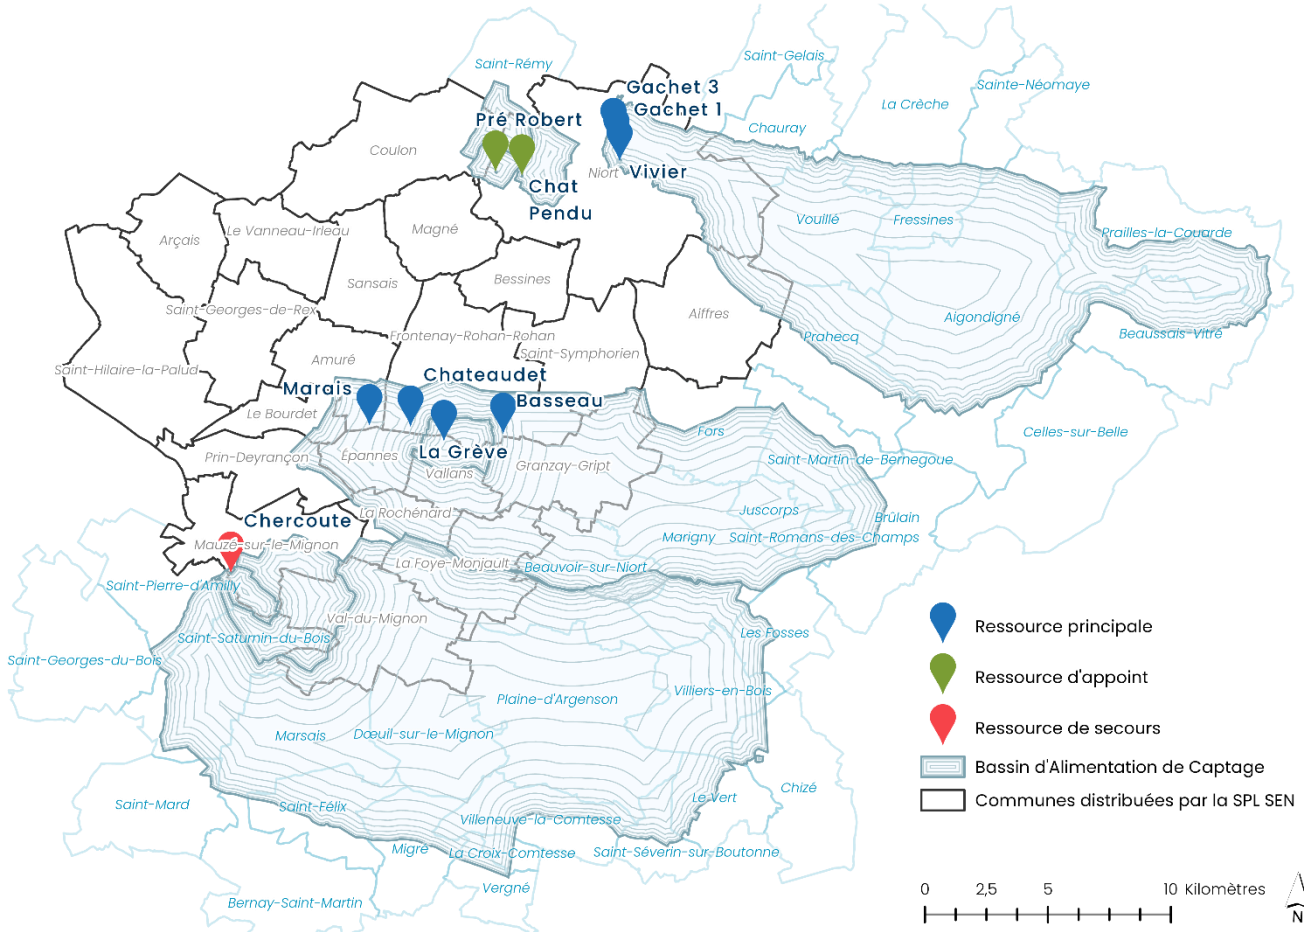 Saint-Rémy
Saint-Gelais
Sainte-Néomaye
La Crèche
Chauray
Gachet 3
Gachet 1
Pré Robert
Coulon
Niort
Vivier
Chat
Pendu
Vouillé
Fressines
Prailles-la-Couarde
Arçais
Le Vanneau-Irleau
Magné
Sansais
Bessines
Saint-Georges-de-Rex
Aiffres
Aigondigné
Prahecq
Beaussais-Vitré
Frontenay-Rohan-Rohan
Saint-Symphorien
Amuré
Saint-Hilaire-la-Palud
Marais
Chateaudet
Basseau
Le Bourdet
Fors
Celles-sur-Belle
La Grève
Prin-Deyrançon
Épannes
Vallans
Granzay-Gript
Saint-Martin-de-Bernegoue
La Rochénard
Juscorps
Brûlain
Chercoute
Mauzé-sur-le-Mignon
Marigny
Saint-Romans-des-Champs
La Foye-Monjault
Beauvoir-sur-Niort
Saint-Pierre-d'Amilly
Val-du-Mignon
Saint-Saturnin-du-Bois
Les Fosses
Saint-Georges-du-Bois
Villiers-en-Bois
Plaine-d'Argenson
Marsais
Dœuil-sur-le-Mignon
Saint-Mard
Saint-Félix
Le Vert
Chizé
Villeneuve-la-Comtesse
Migré
La Croix-Comtesse
Saint-Séverin-sur-Boutonne
Vergné
Bernay-Saint-Martin
Ressource principale
Ressource d'appoint
Ressource de secours
Bassin d'Alimentation de Captage
Communes distribuées par la SPL SEN
0 2,5 5 10 Kilomètres
N